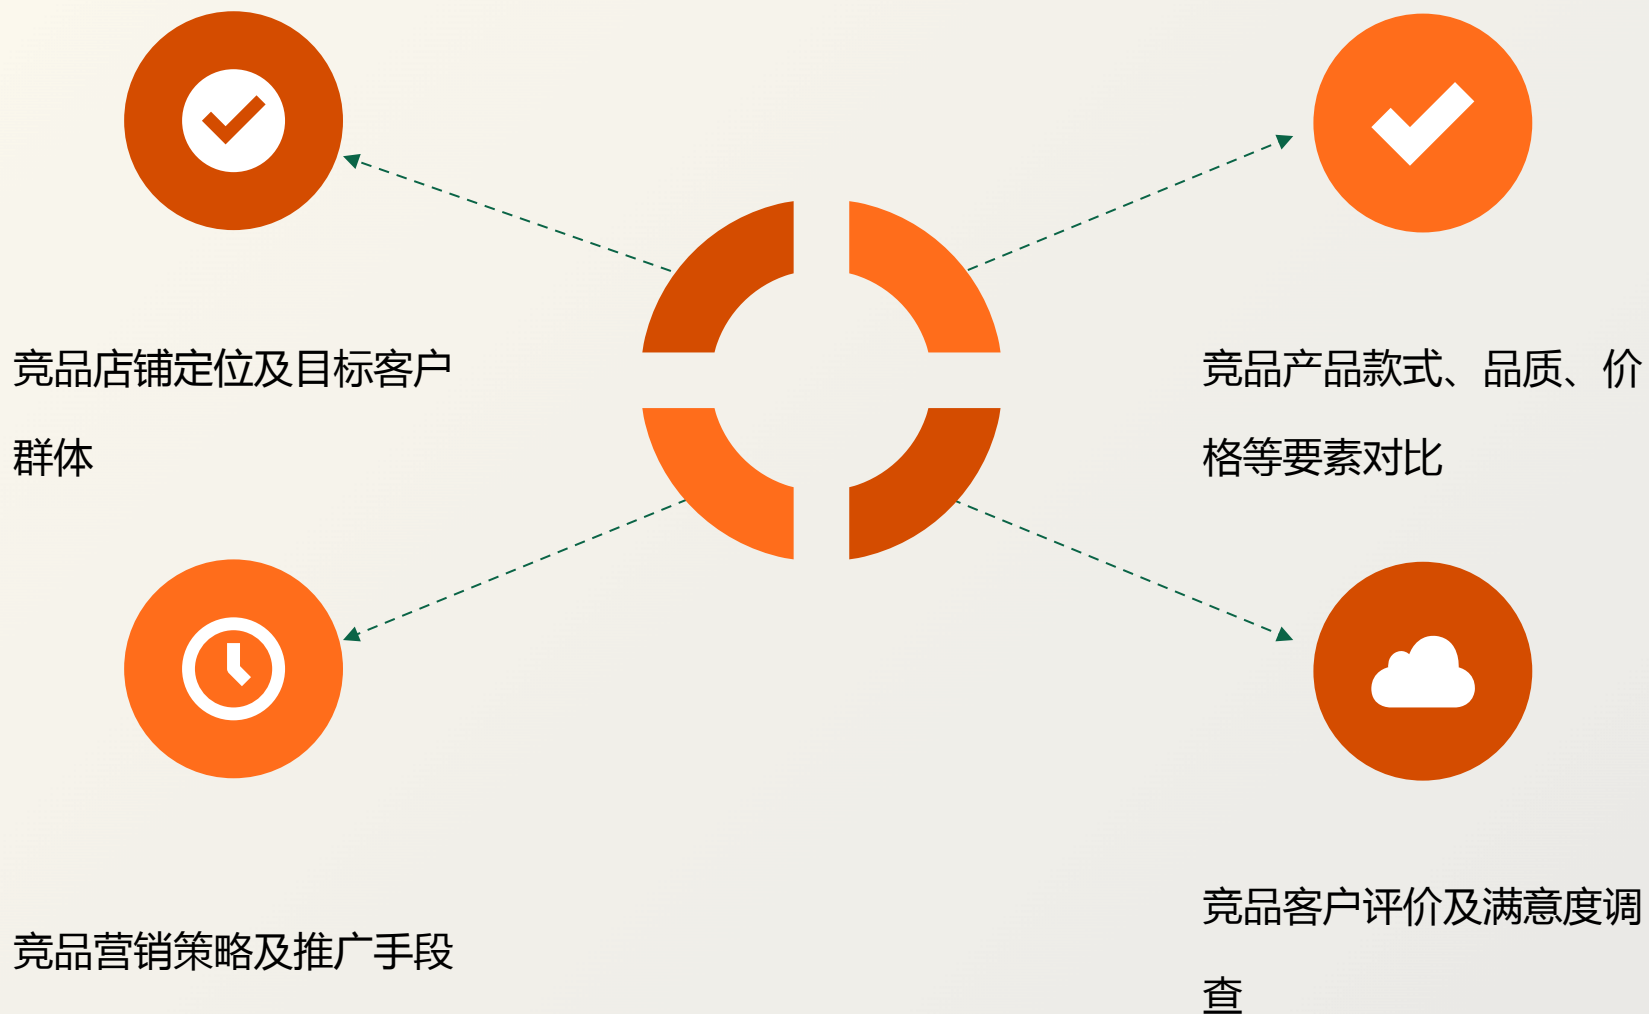 竞品店铺定位及目标客户
群体
竞品产品款式、品质、价
格等要素对比
竞品营销策略及推广手段
竞品客户评价及满意度调
查